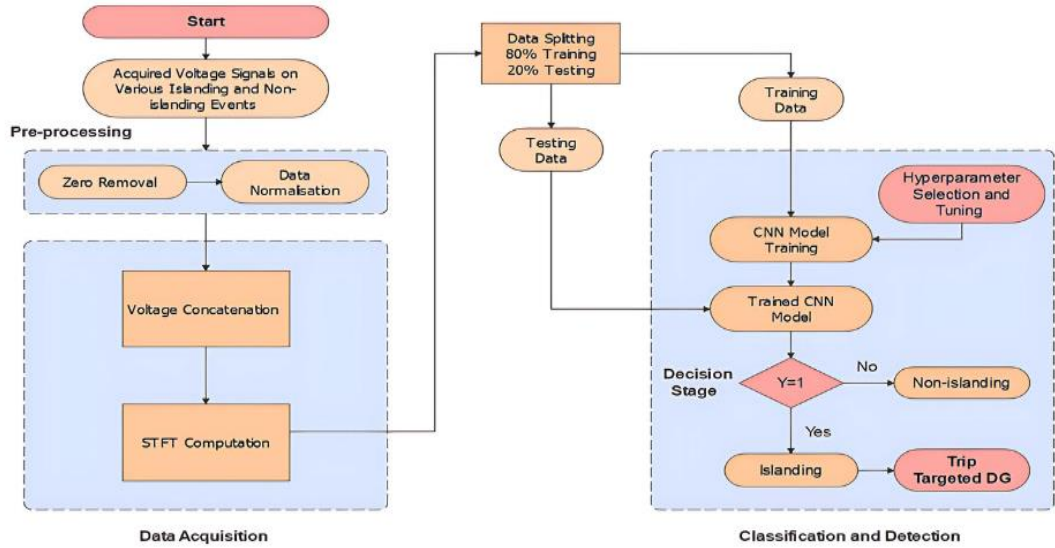 Start
Acquired Voltage Signals on
Various Islanding and Non-
islanding Events
Pre-processing
Zero Removal
Data
Normalisation
Voltage Concatenation
STFT Computation
Data Acquisition
Data Splitting
80% Training
20% Testing
Testing
Data
Training
Data
Hyperparameter
Selection and
Tuning
CNN Model
Training
Trained CNN
Model
Decision
Stage
Y=1
No
Non-islanding
Yes
Islanding
Trip
Targeted DG
Classification and Detection